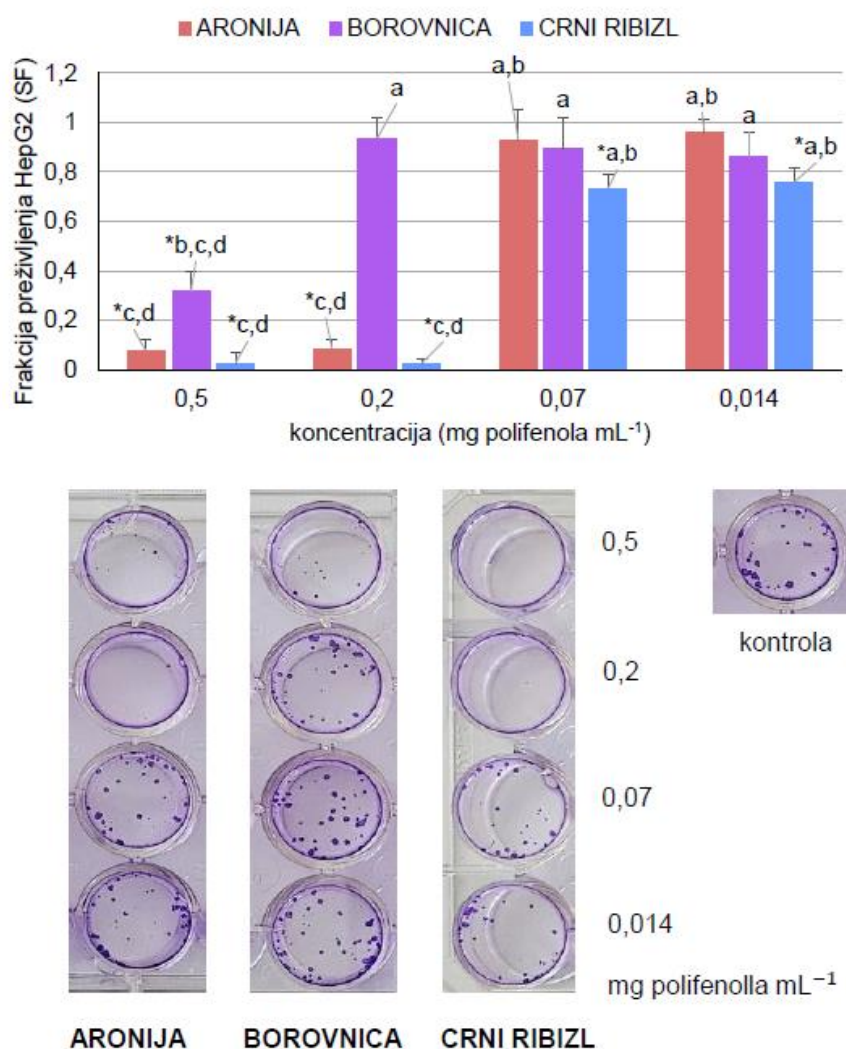 ARONIJA BOROVNICA CRNI RIBIZL
Frakcija preživljenja HepG2 (SF)
1,2
1
0,8
0,6
0,4
0,2
0
*c,d
*b,c,d
*c,d
*c,d
a
*c,d
a,b
a
*a,b
a,b
a
*a,b
0,5 0,2 0,07 0,014
koncentracija (mg polifenola mL⁻¹)
0,5
kontrola
0,2
0,07
0,014
mg polifenolla mL⁻¹
ARONIJA BOROVNICA CRNI RIBIZL